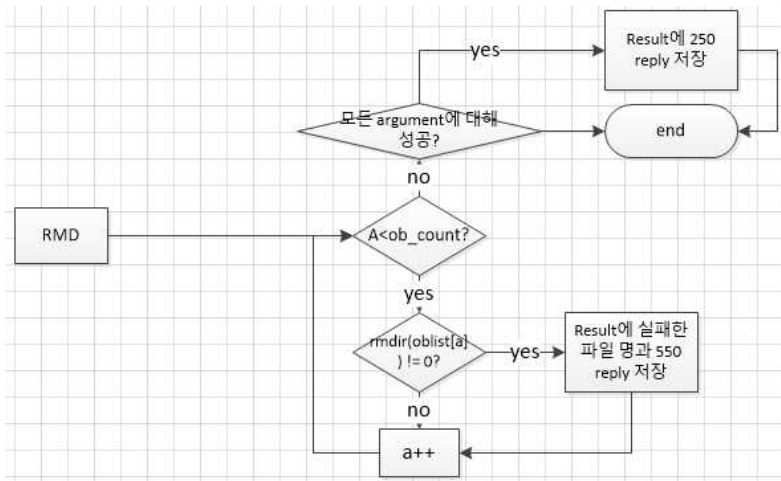 yes
Result에 250
reply 저장
모든 argument에 대해
성공?
end
no
RMD
A<ob_count?
yes
rmdir(oblist[a]
) != 0?
yes
Result에 실패한
파일 명과 550
reply 저장
no
a++